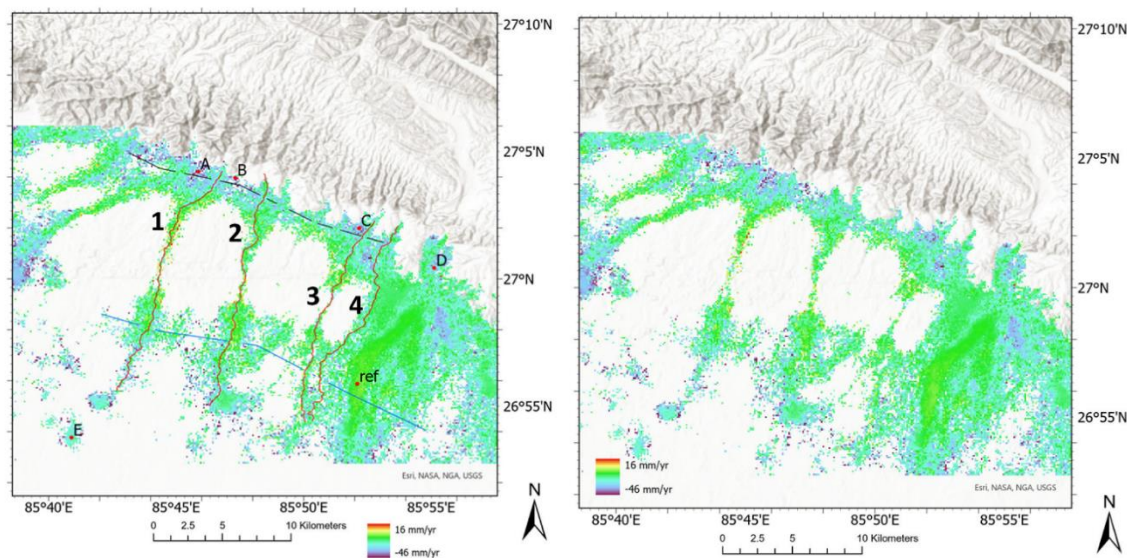 27°10'N
27°5'N
27°0'N
26°55'N
A
B
C
D
E
ref
1
2
3
4
Esri, NASA, NGA, USGS
85°40'E 85°45'E 85°50'E 85°55'E
0 2.5 5 10 Kilometers
16 mm/yr
-46 mm/yr
N
27°10'N
27°5'N
27°0'N
26°55'N
16 mm/yr
-46 mm/yr
Esri, NASA, NGA, USGS
85°40'E 85°45'E 85°50'E 85°55'E
0 2.5 5 10 Kilometers
N